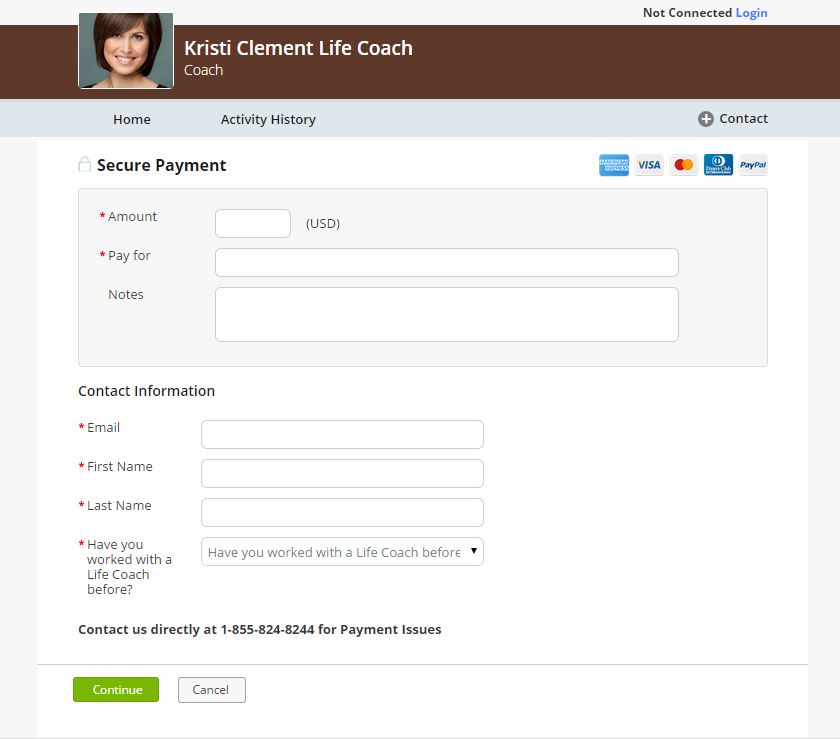 Not Connected Login
Kristi Clement Life Coach
Coach
Home Activity History Contact
Secure Payment
AMERICAN EXPRESS VISA Diners Club INTERNATIONAL PayPal
* Amount (USD)
* Pay for
Notes
Contact Information
* Email
* First Name
* Last Name
* Have you
worked with a
Life Coach
before?
Have you worked with a Life Coach before
Contact us directly at 1-855-824-8244 for Payment Issues
Continue Cancel